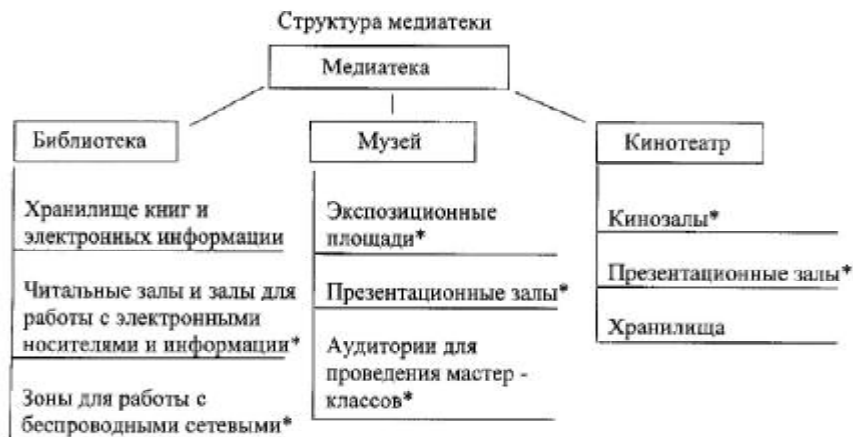 Структура медиатеки
Медиатека
Библиотека
Хранилище книг и
электронных информации
Читальные залы и залы для
работы с электронными
носителями и информации*
Зоны для работы с
беспроводными сетевыми*
Музей
Экспозиционные
площади*
Презентационные залы*
Аудитории для
проведения мастер -
классов*
Кинотеатр
Кинозалы*
Презентационные залы*
Хранилища